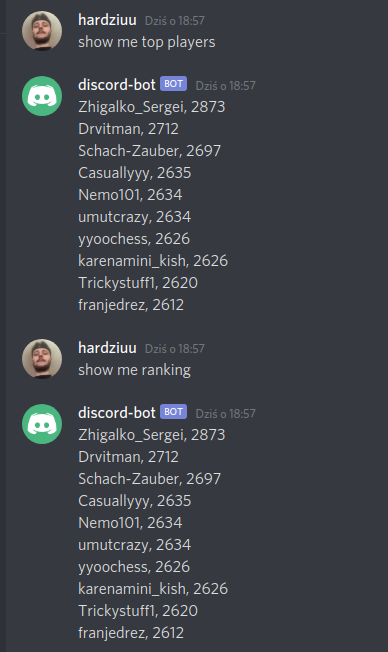 hardziuu Dziś o 18:57
show me top players
discord-bot BOT Dziś o 18:57
Zhigalko_Sergei, 2873
Drvitman, 2712
Schach-Zauber, 2697
Casuallyyy, 2635
Nemo101, 2634
umutcrazy, 2634
yyoochess, 2626
karenamini_kish, 2626
Trickystuff1, 2620
franjedrez, 2612
hardziuu Dziś o 18:57
show me ranking
discord-bot BOT Dziś o 18:57
Zhigalko_Sergei, 2873
Drvitman, 2712
Schach-Zauber, 2697
Casuallyyy, 2635
Nemo101, 2634
umutcrazy, 2634
yyoochess, 2626
karenamini_kish, 2626
Trickystuff1, 2620
franjedrez, 2612